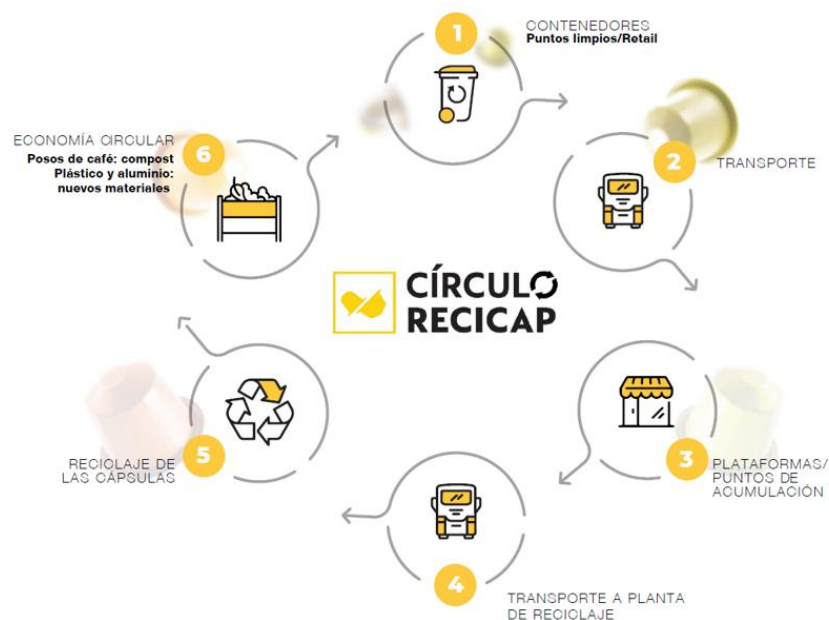 1
CONTENEDORES
Puntos limpios/Retail
2
TRANSPORTE
3
PLATAFORMAS/
PUNTOS DE
ACUMULACIÓN
4
TRANSPORTE A PLANTA
DE RECICLAJE
5
RECICLAJE DE
LAS CÁPSULAS
6
ECONOMÍA CIRCULAR
Posos de café: compost
Plástico y aluminio:
nuevos materiales
CÍRCULO
RECICAP